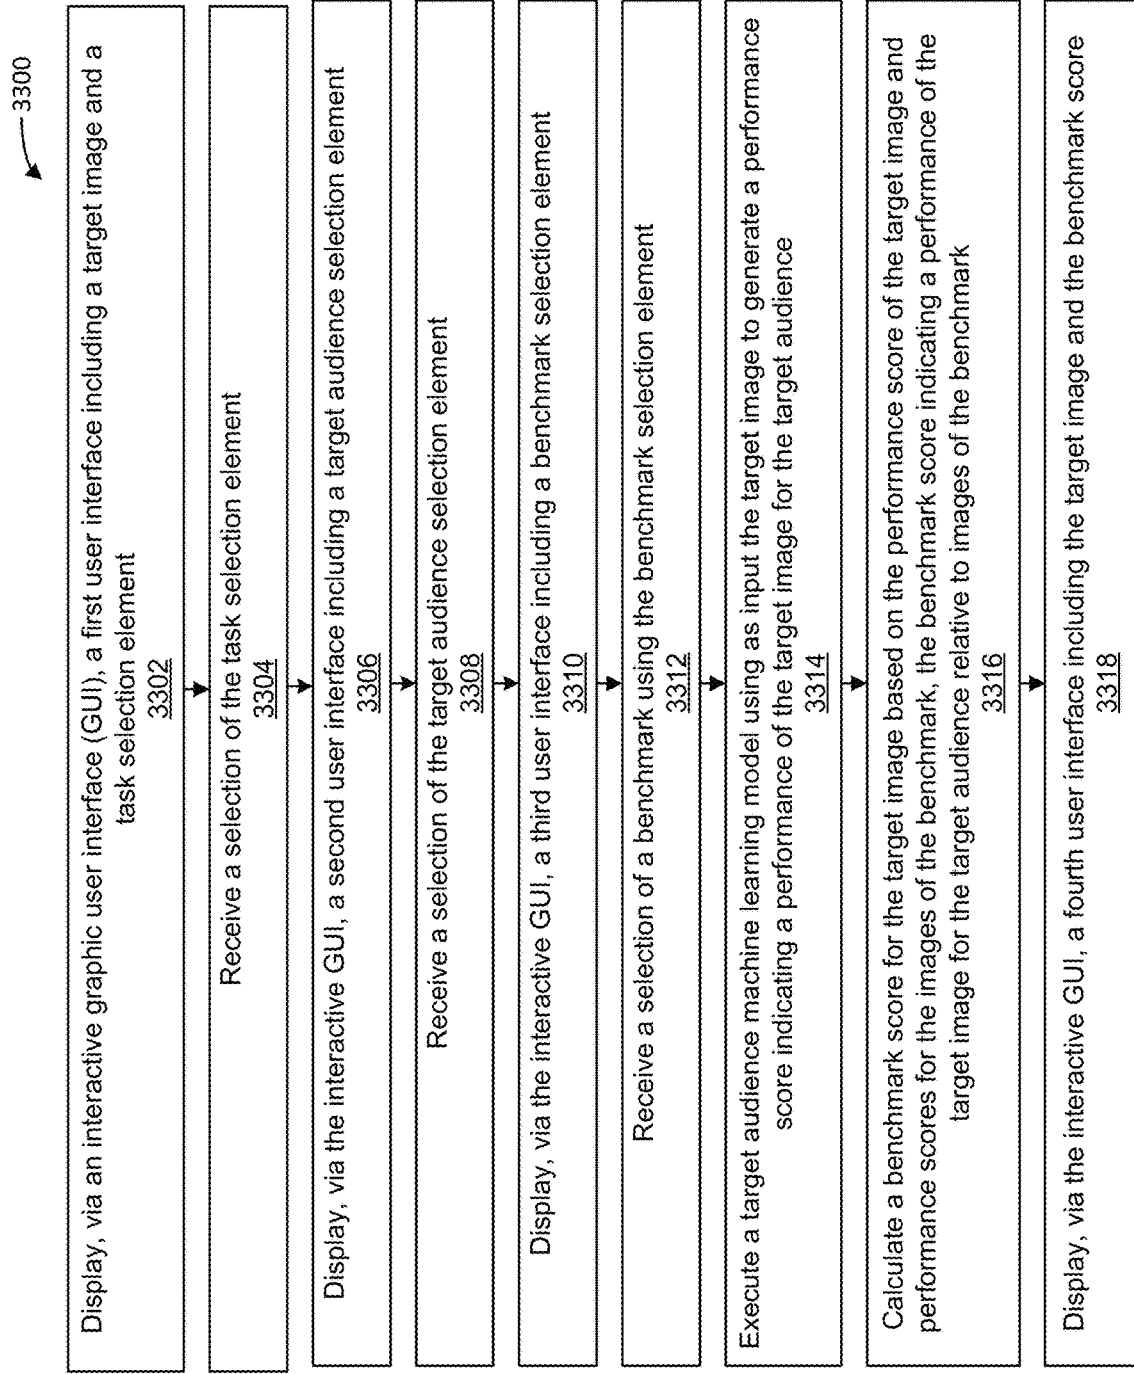 3300
Display, via an interactive graphic user interface (GUI), a first user interface including a target image and a
task selection element
3302
Receive a selection of the task selection element
3304
Display, via the interactive GUI, a second user interface including a target audience selection element
3306
Receive a selection of the target audience selection element
3308
Display, via the interactive GUI, a third user interface including a benchmark selection element
3310
Receive a selection of a benchmark using the benchmark selection element
3312
Execute a target audience machine learning model using as input the target image to generate a performance
score indicating a performance of the target image for the target audience
3314
Calculate a benchmark score for the target image based on the performance score of the target image and
performance scores for the images of the benchmark, the benchmark score indicating a performance of the
target image for the target audience relative to images of the benchmark
3316
Display, via the interactive GUI, a fourth user interface including the target image and the benchmark score
3318